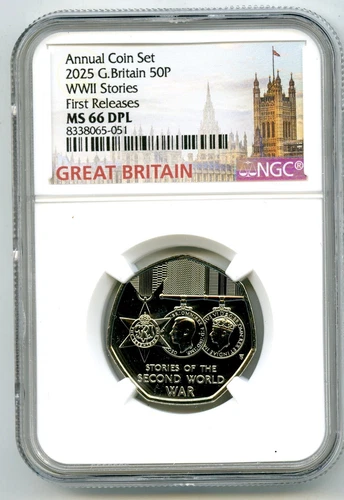 Annual Coin Set
2025 G.Britain 50P
WWII Stories
First Releases
MS 66 DPL
8338065-051
GREAT BRITAIN
NGC®
STORIES OF THE
SECOND WORLD
WAR